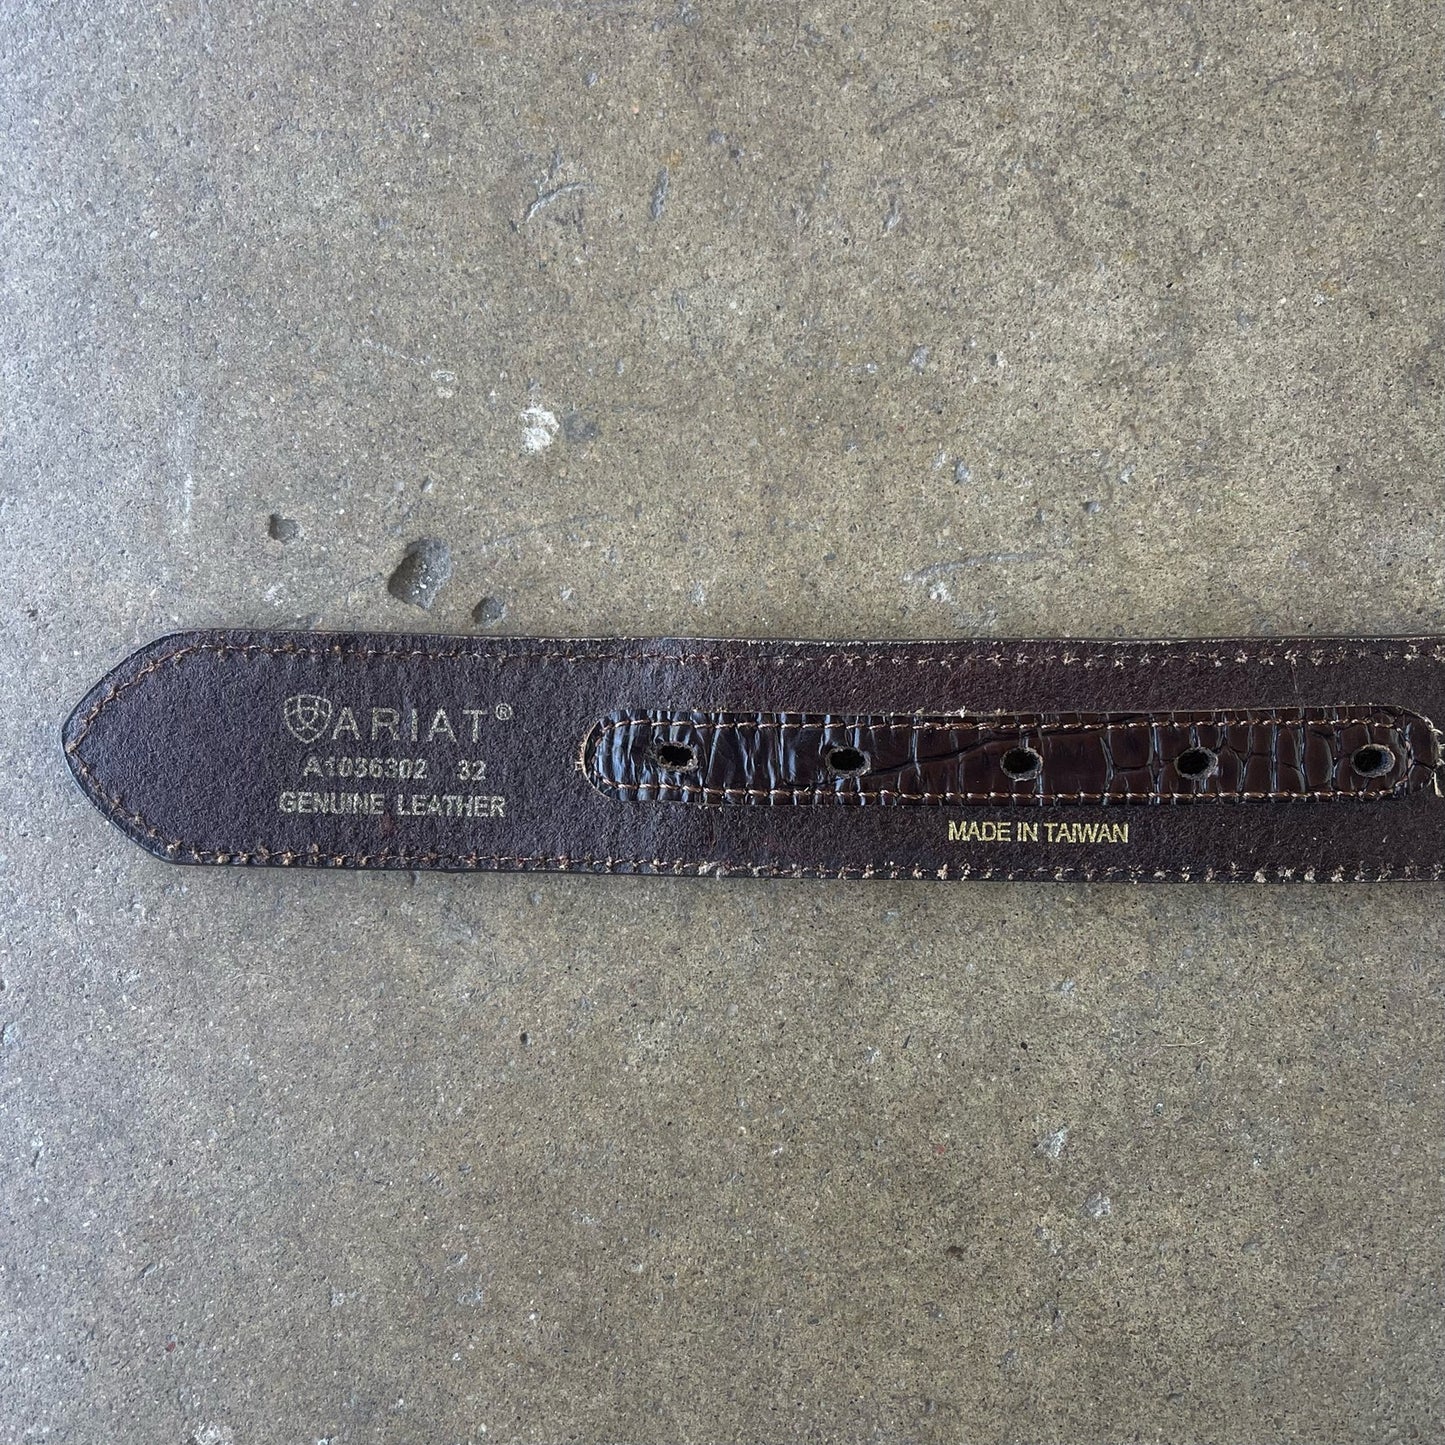 ARIAT®
A1036302 32
GENUINE LEATHER
MADE IN TAIWAN